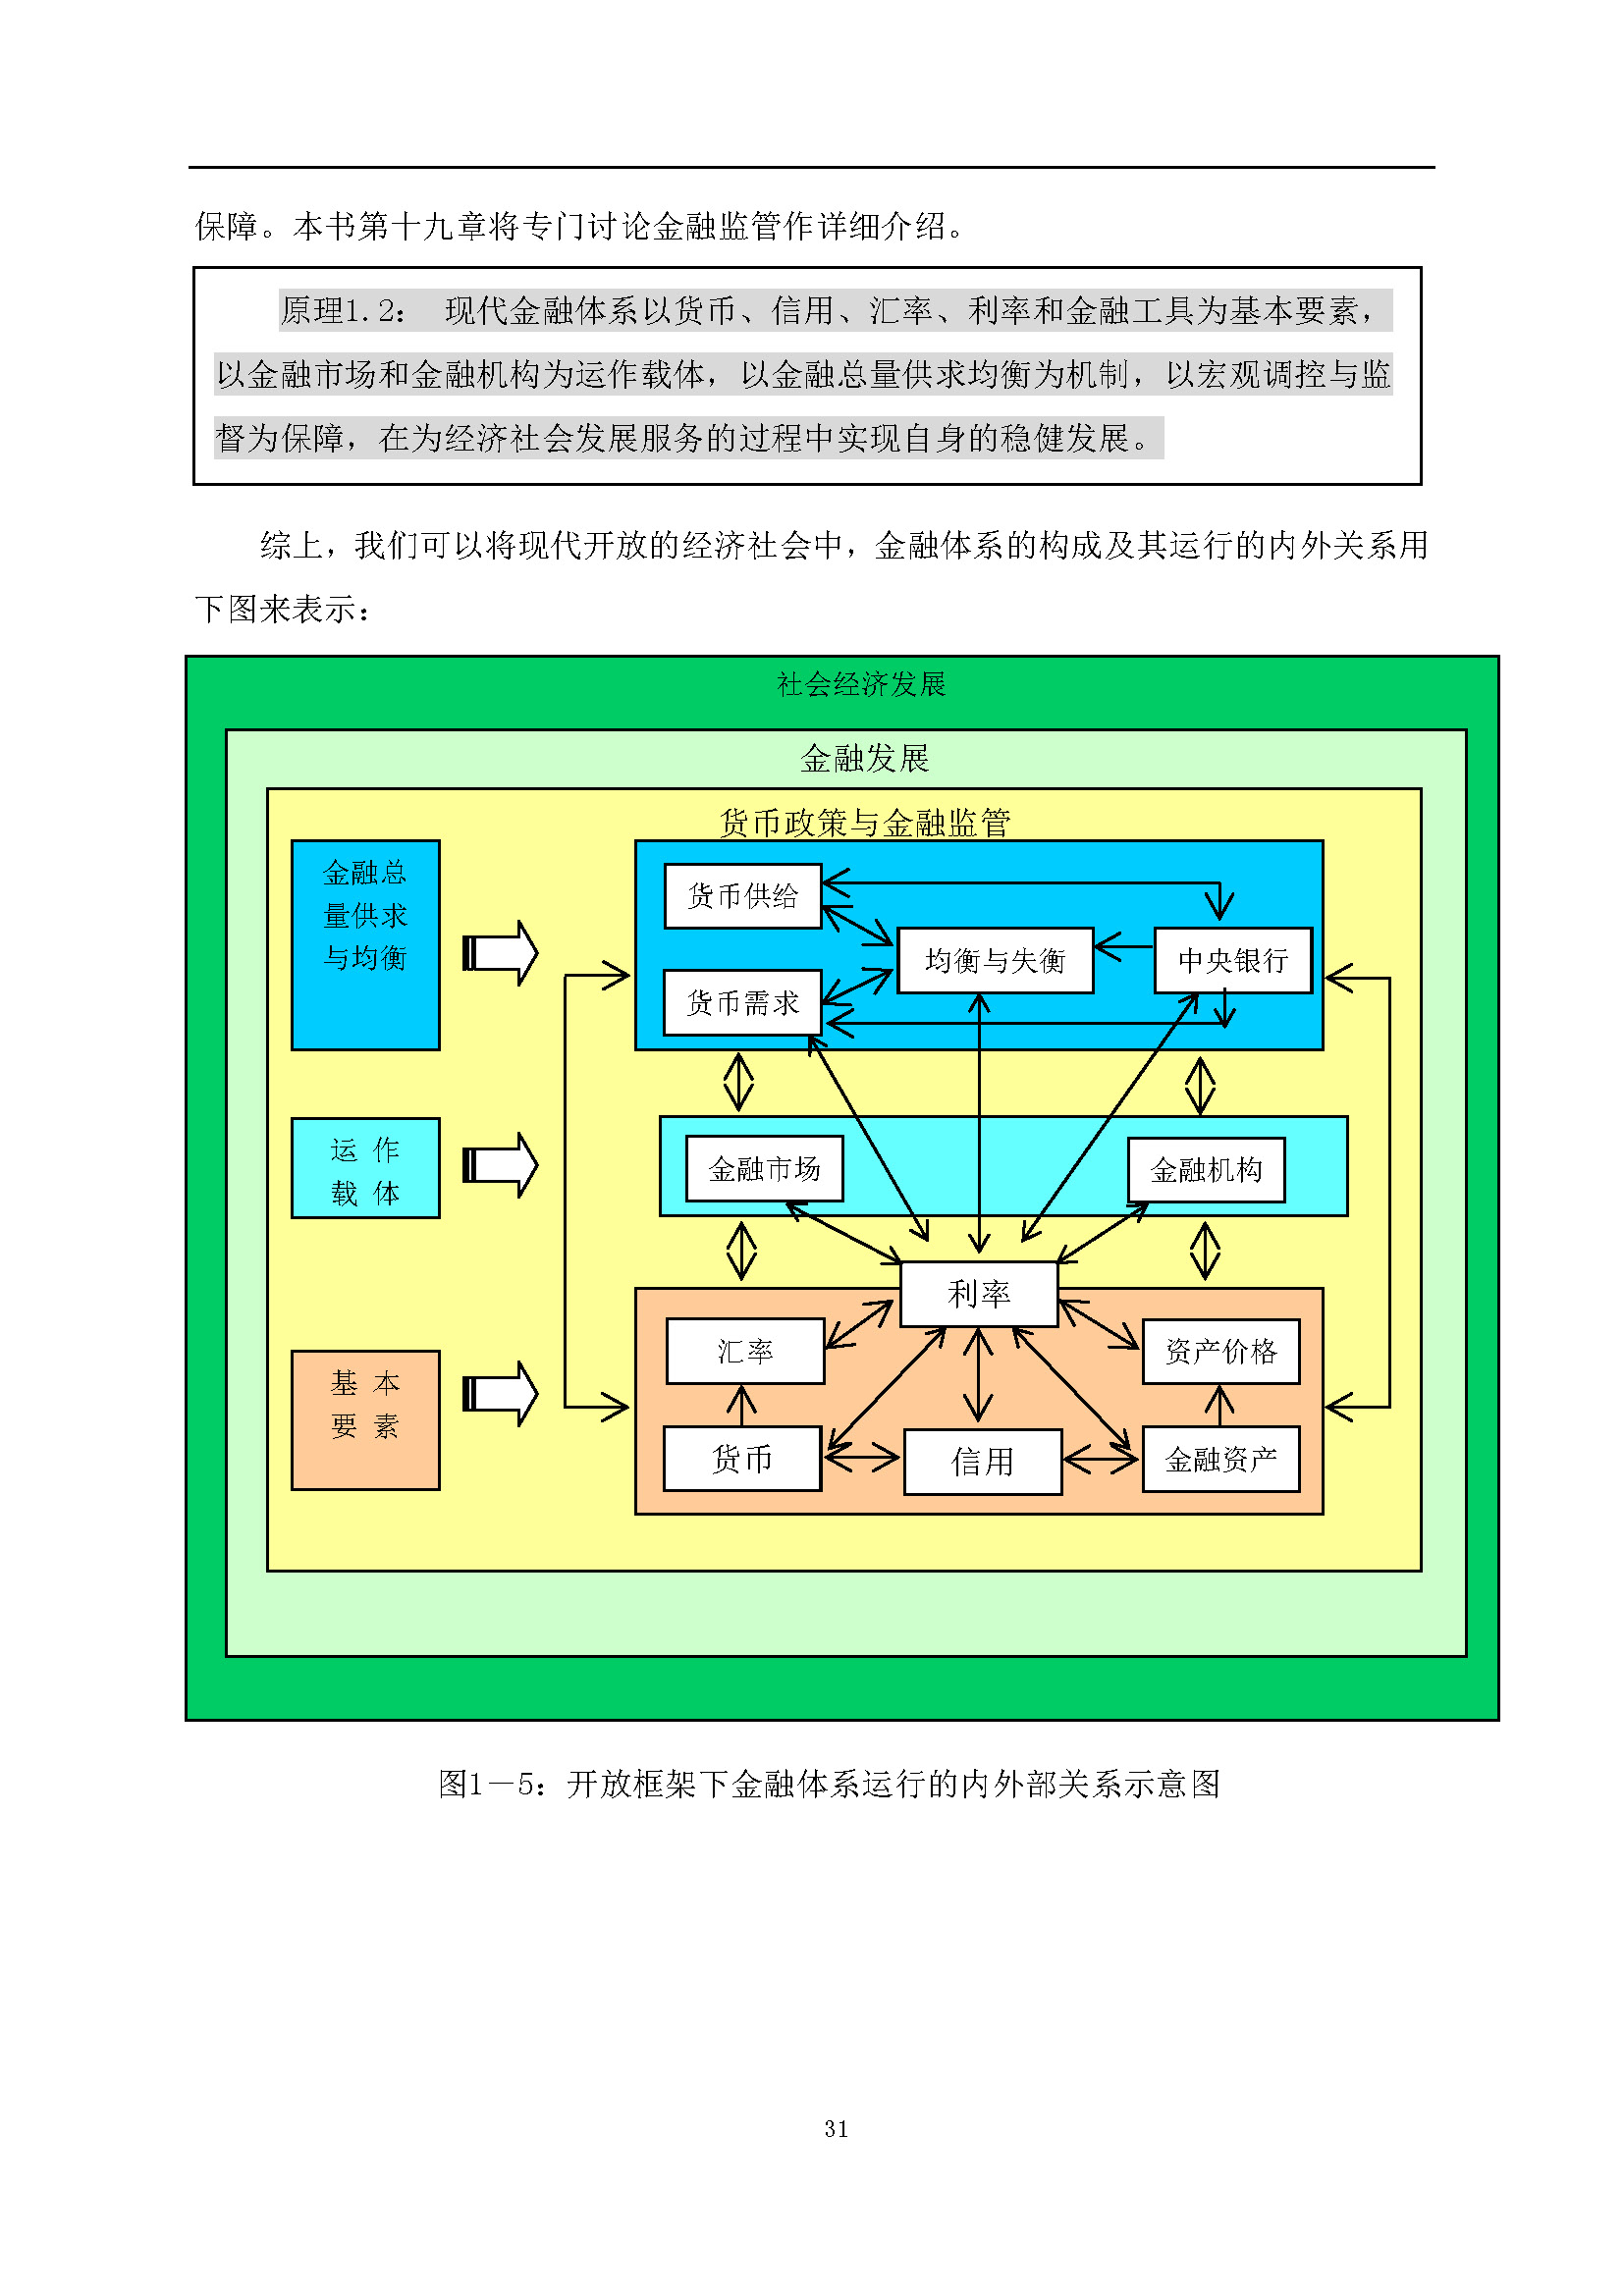 保障。本书第十九章将专门讨论金融监管作详细介绍。
原理1.2： 现代金融体系以货币、信用、汇率、利率和金融工具为基本要素，
以金融市场和金融机构为运作载体，以金融总量供求均衡为机制，以宏观调控与监
督为保障，在为经济社会发展服务的过程中实现自身的稳健发展。
综上，我们可以将现代开放的经济社会中，金融体系的构成及其运行的内外关系用
下图来表示：
社会经济发展
金融发展
货币政策与金融监管
金融总
量供求
与均衡
货币供给
均衡与失衡
中央银行
货币需求
运 作
载 体
金融市场
金融机构
利率
基 本
要 素
汇率
资产价格
货币
信用
金融资产
图1－5：开放框架下金融体系运行的内外部关系示意图
31